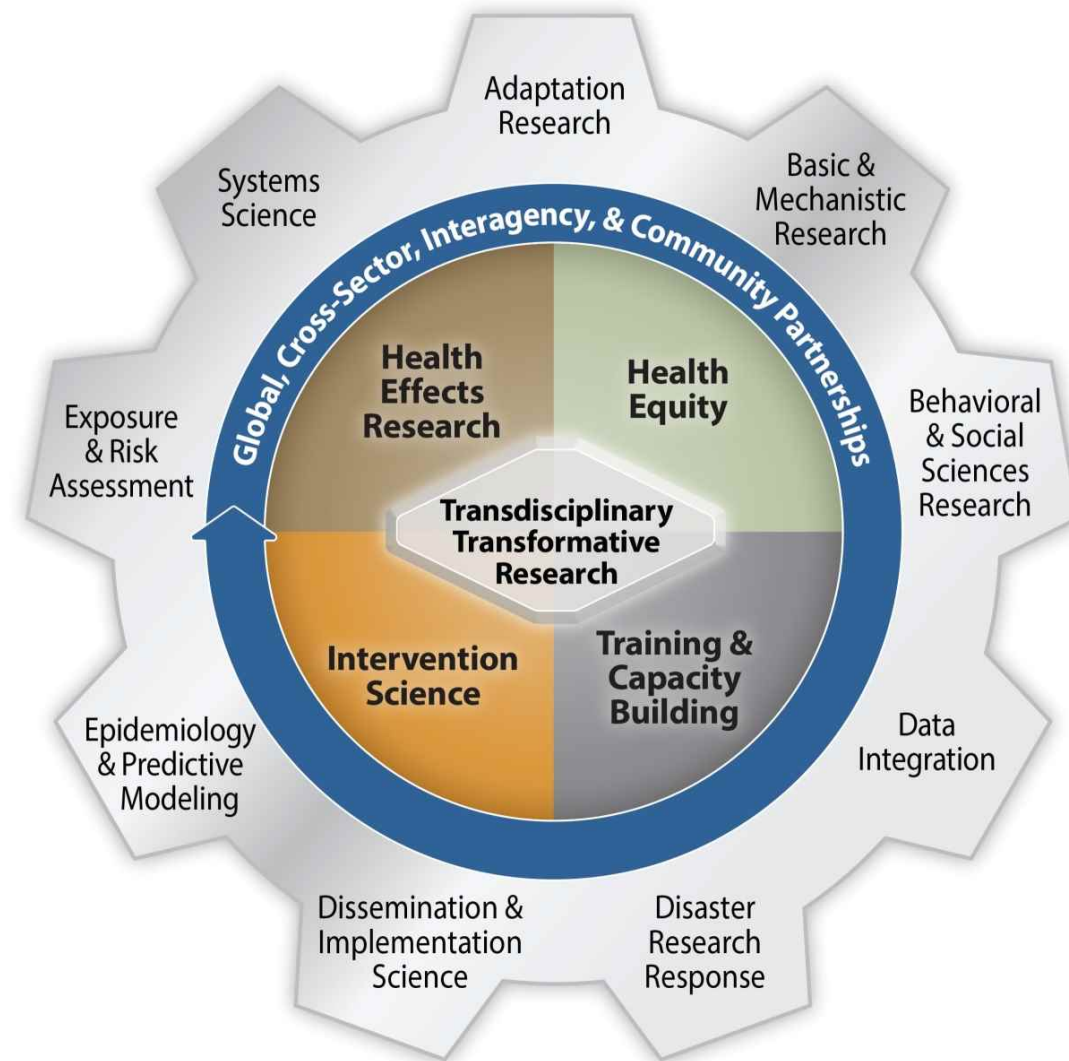 Adaptation
Research
Basic &
Mechanistic
Research
Behavioral
& Social
Sciences
Research
Data
Integration
Disaster
Research
Response
Dissemination &
Implementation
Science
Epidemiology
& Predictive
Modeling
Exposure
& Risk
Assessment
Systems
Science
Global, Cross-Sector, Interagency, & Community Partnerships
Health
Effects
Research
Health
Equity
Transdisciplinary
Transformative
Research
Intervention
Science
Training &
Capacity
Building